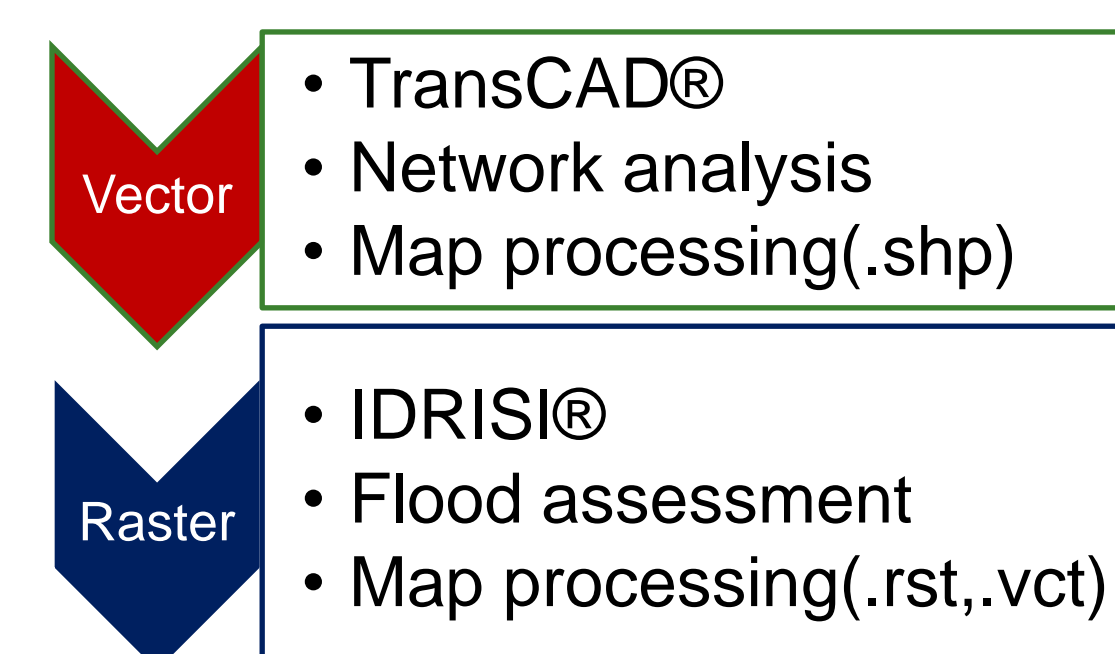 Vector
• TransCAD®
• Network analysis
• Map processing(.shp)
Raster
• IDRISI®
• Flood assessment
• Map processing(.rst,.vct)